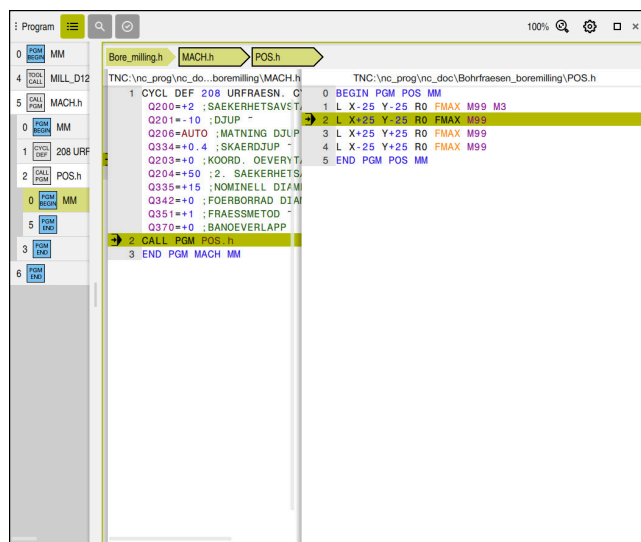 Program
100%
0 PGM BEGIN MM
4 TOOL CALL MILL_D12
5 CALL PGM MACH.h
0 PGM BEGIN MM
1 CYCL DEF 208 URF
2 CALL PGM POS.h
0 PGM BEGIN MM
5 PGM END
3 PGM END
6 PGM END
Bore_milling.h MACH.h POS.h
TNC:\nc_prog\nc_do...boremilling\MACH.h
1 CYCL DEF 208 URFRAESN. CY
Q200=+2 ;SAEKERHETSAVSTA
Q201=-10 ;DJUP ~
Q206=AUTO ;MATNING DJUP
Q334=+0.4 ;SKAERDJUP ~
Q203=+0 ;KOORD. OEVERYTA
Q204=+50 ;2. SAEKERHETSA
Q335=+15 ;NOMINELL DIAME
Q342=+0 ;FOERBORRAD DIAM
Q351=+1 ;FRAESSMETOD ~
Q370=+0 ;BANOEVERLAPP
2 CALL PGM POS.h
3 END PGM MACH MM
TNC:\nc_prog\nc_doc\Bohrfraesen_boremilling\POS.h
0 BEGIN PGM POS MM
1 L X-25 Y-25 R0 FMAX M99 M3
2 L X+25 Y-25 R0 FMAX M99
3 L X+25 Y+25 R0 FMAX M99
4 L X-25 Y+25 R0 FMAX M99
5 END PGM POS MM